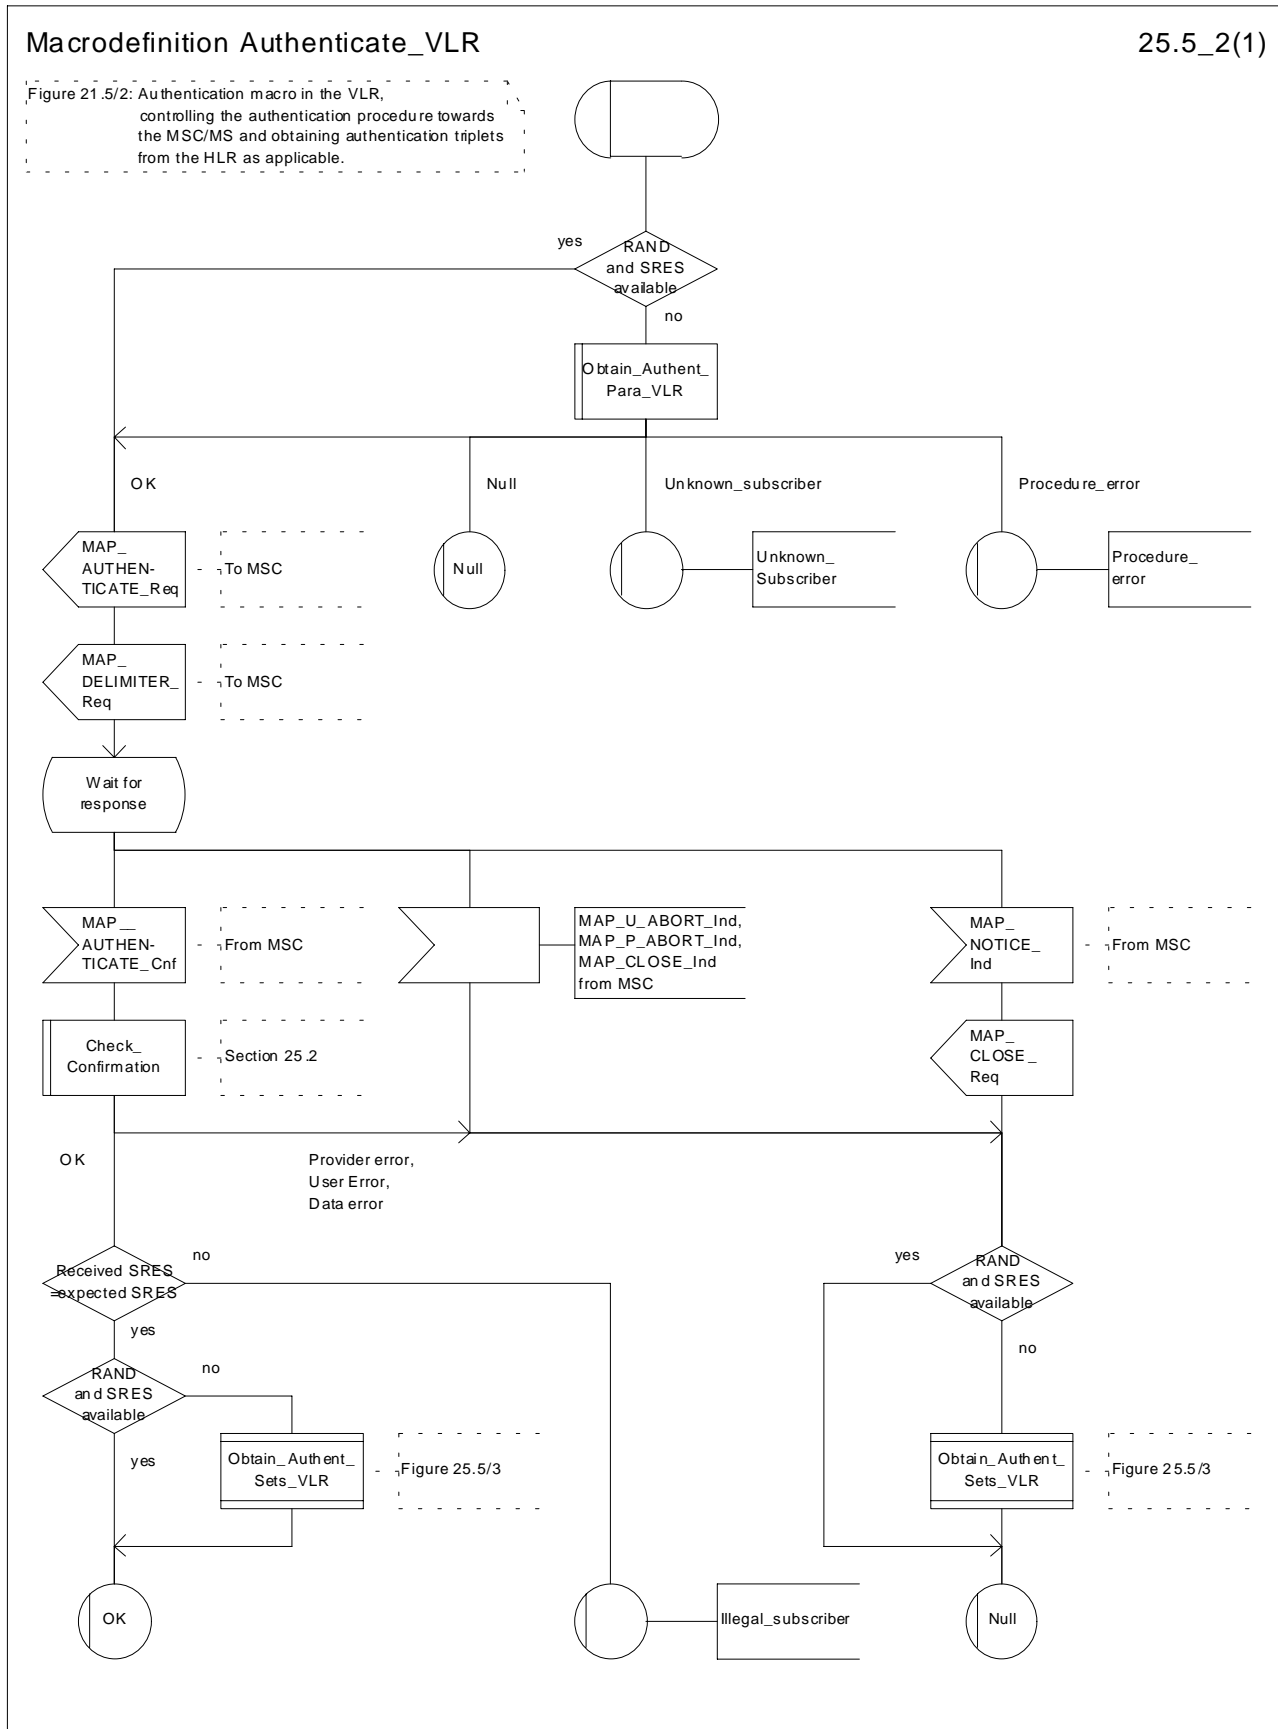 Macrodefinition Authenticate_VLR
25.5_2(1)
Figure 21.5/2: Authentication macro in the VLR,
controlling the authentication procedure towards
the MSC/MS and obtaining authentication triplets
from the HLR as applicable.
yes
RAND
and SRES
available
no
Obtain_Authent_
Para_VLR
OK
Null
Unknown_subscriber
Procedure_error
MAP_
AUTHEN-
TICATE_Req
To MSC
Null
Unknown_
Subscriber
Procedure_
error
MAP_
DELIMITER_
Req
To MSC
Wait for
response
MAP__
AUTHEN-
TICATE_Cnf
From MSC
MAP_U_ABORT_Ind,
MAP_P_ABORT_Ind,
MAP_CLOSE_Ind
from MSC
MAP_
NOTICE_
Ind
From MSC
Check_
Confirmation
Section 25.2
MAP_
CLOSE_
Req
OK
Provider error,
User Error,
Data error
Received SRES
=expected SRES
no
yes
yes
RAND
and SRES
available
no
RAND
and SRES
available
no
yes
Obtain_Authent_
Sets_VLR
Figure 25.5/3
Obtain_Authent_
Sets_VLR
Figure 25.5/3
OK
Illegal_subscriber
Null